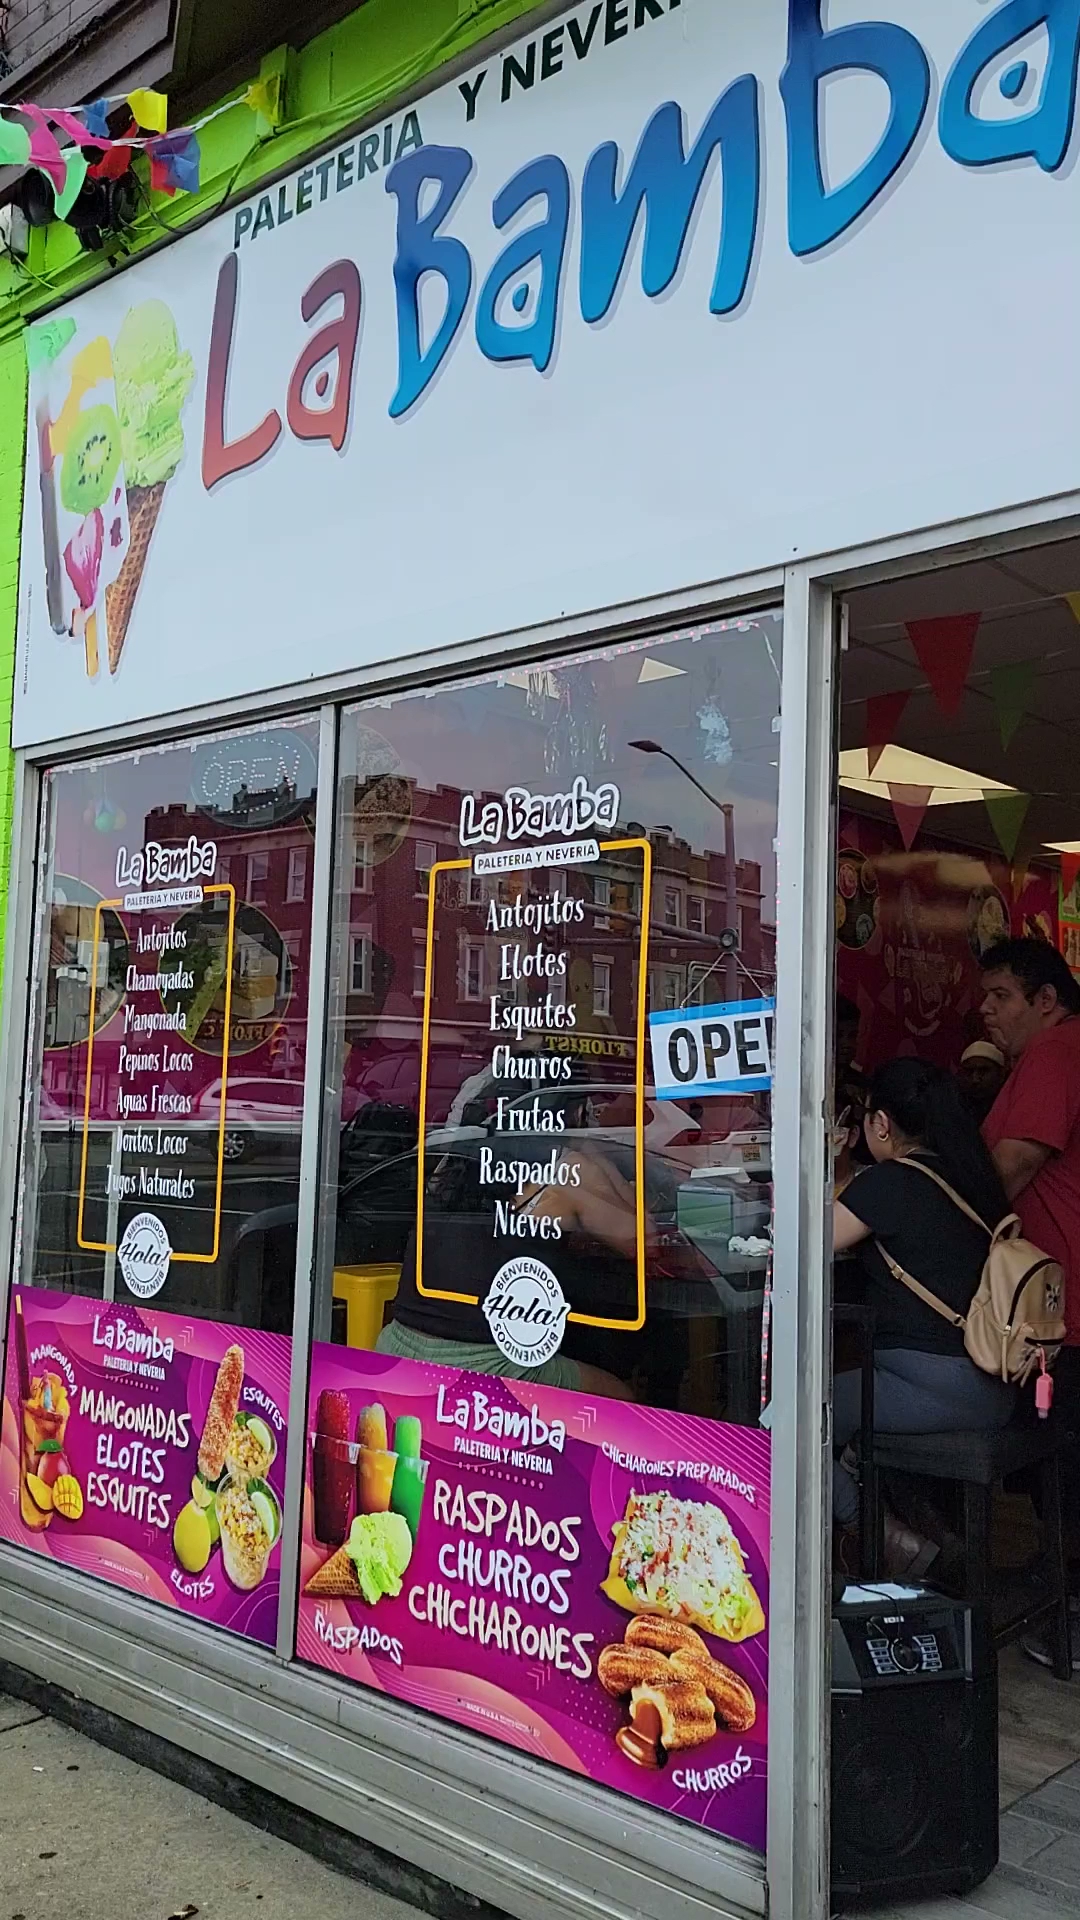 PALETERIA Y NEVERI
La Bamba
OPEN
La Bamba
PALETERIA Y NEVERIA
Antojitos
Chamoyadas
Mangonada
Pepinos Locos
Aguas Frescas
Doritos Locos
Jugos Naturales
BIENVENIDOS
Hola!
BIENVENIDOS
La Bamba
PALETERIA Y NEVERIA
Antojitos
Elotes
Esquites
Churros
Frutas
Raspados
Nieves
BIENVENIDOS
Hola!
BIENVENIDOS
FLORIST
OPE
La Bamba
PALETERIA Y NEVERIA
MANGONADA
MANGONADAS
ELOTES
ESQUITES
ESQUITES
ELOTES
La Bamba
PALETERIA Y NEVERIA
RASPADOS
CHURROS
CHICHARONES
CHICHARONES PREPARADOS
RASPADOS
CHURROS